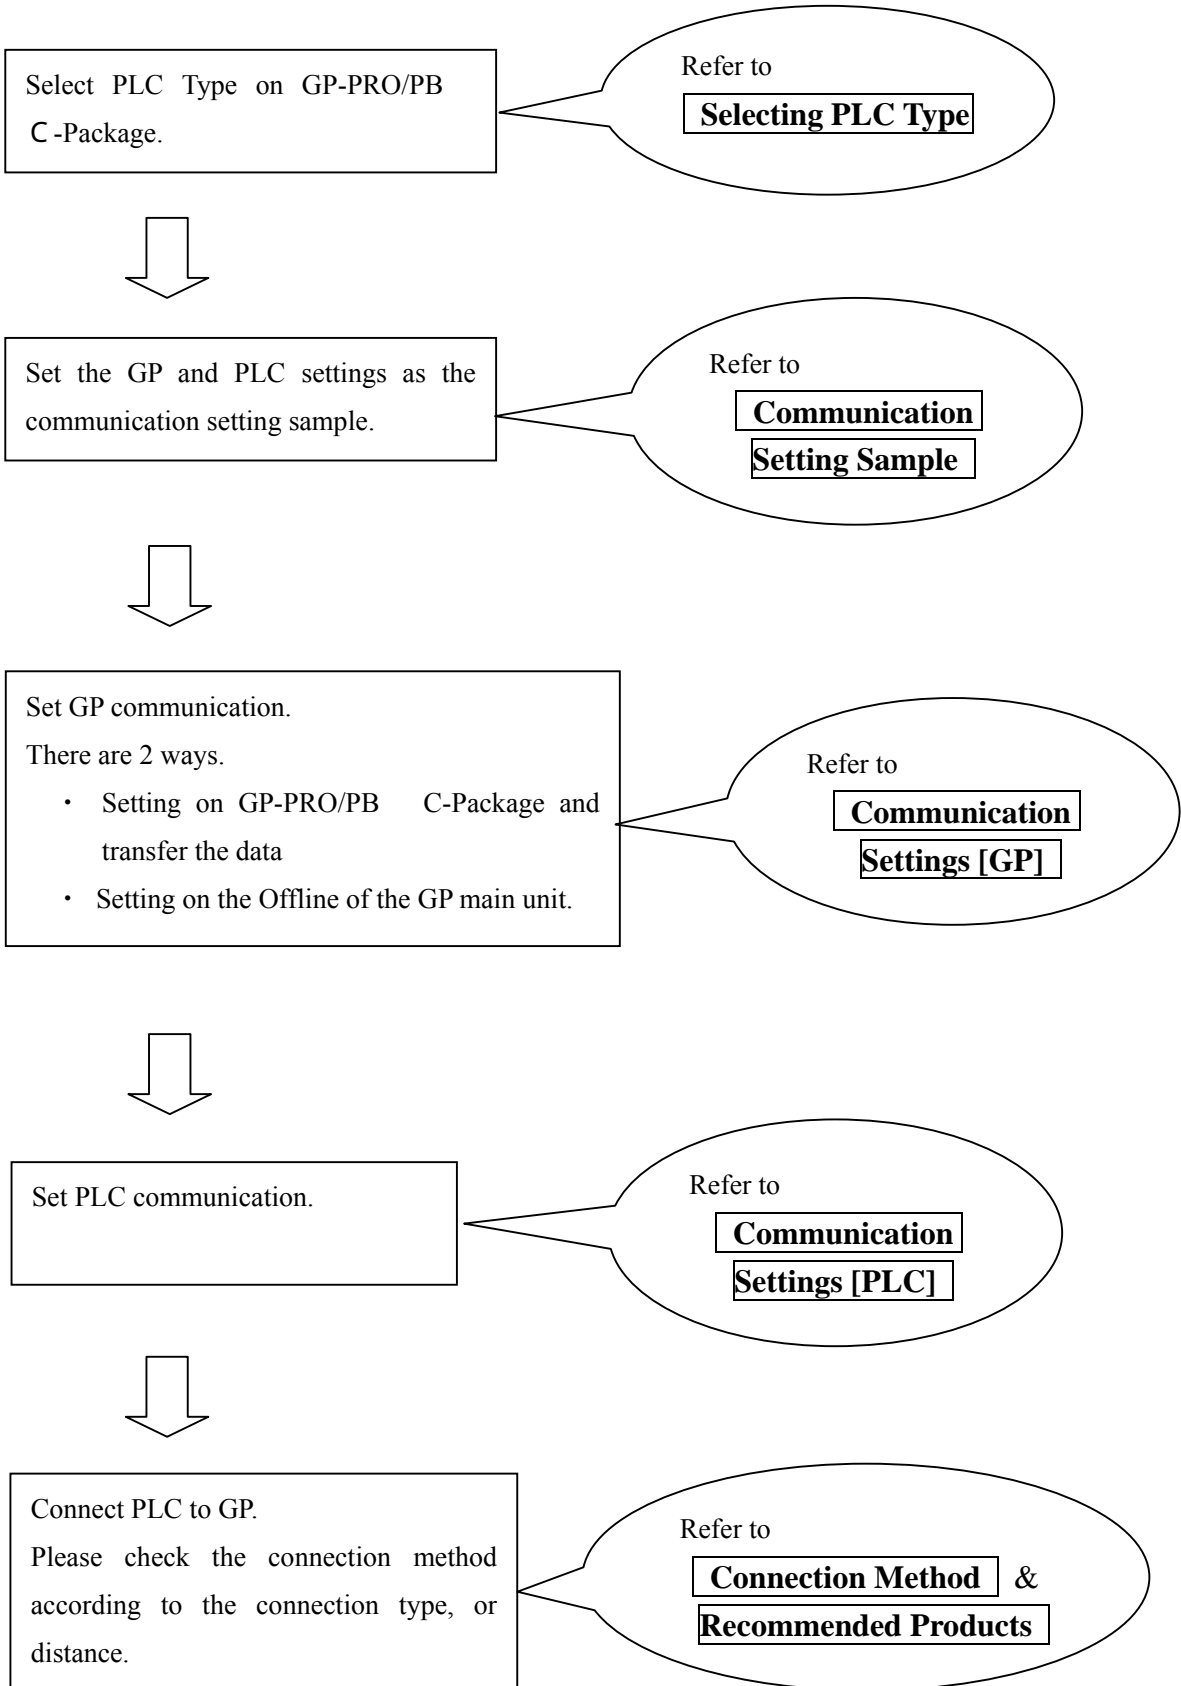 Select PLC Type on GP-PRO/PB
C -Package.
Refer to
Selecting PLC Type
Set the GP and PLC settings as the
communication setting sample.
Refer to
Communication
Setting Sample
Set GP communication.
There are 2 ways.
・ Setting on GP-PRO/PB C-Package and
transfer the data
・ Setting on the Offline of the GP main unit.
Refer to
Communication
Settings [GP]
Set PLC communication.
Refer to
Communication
Settings [PLC]
Connect PLC to GP.
Please check the connection method
according to the connection type, or
distance.
Refer to
Connection Method &
Recommended Products